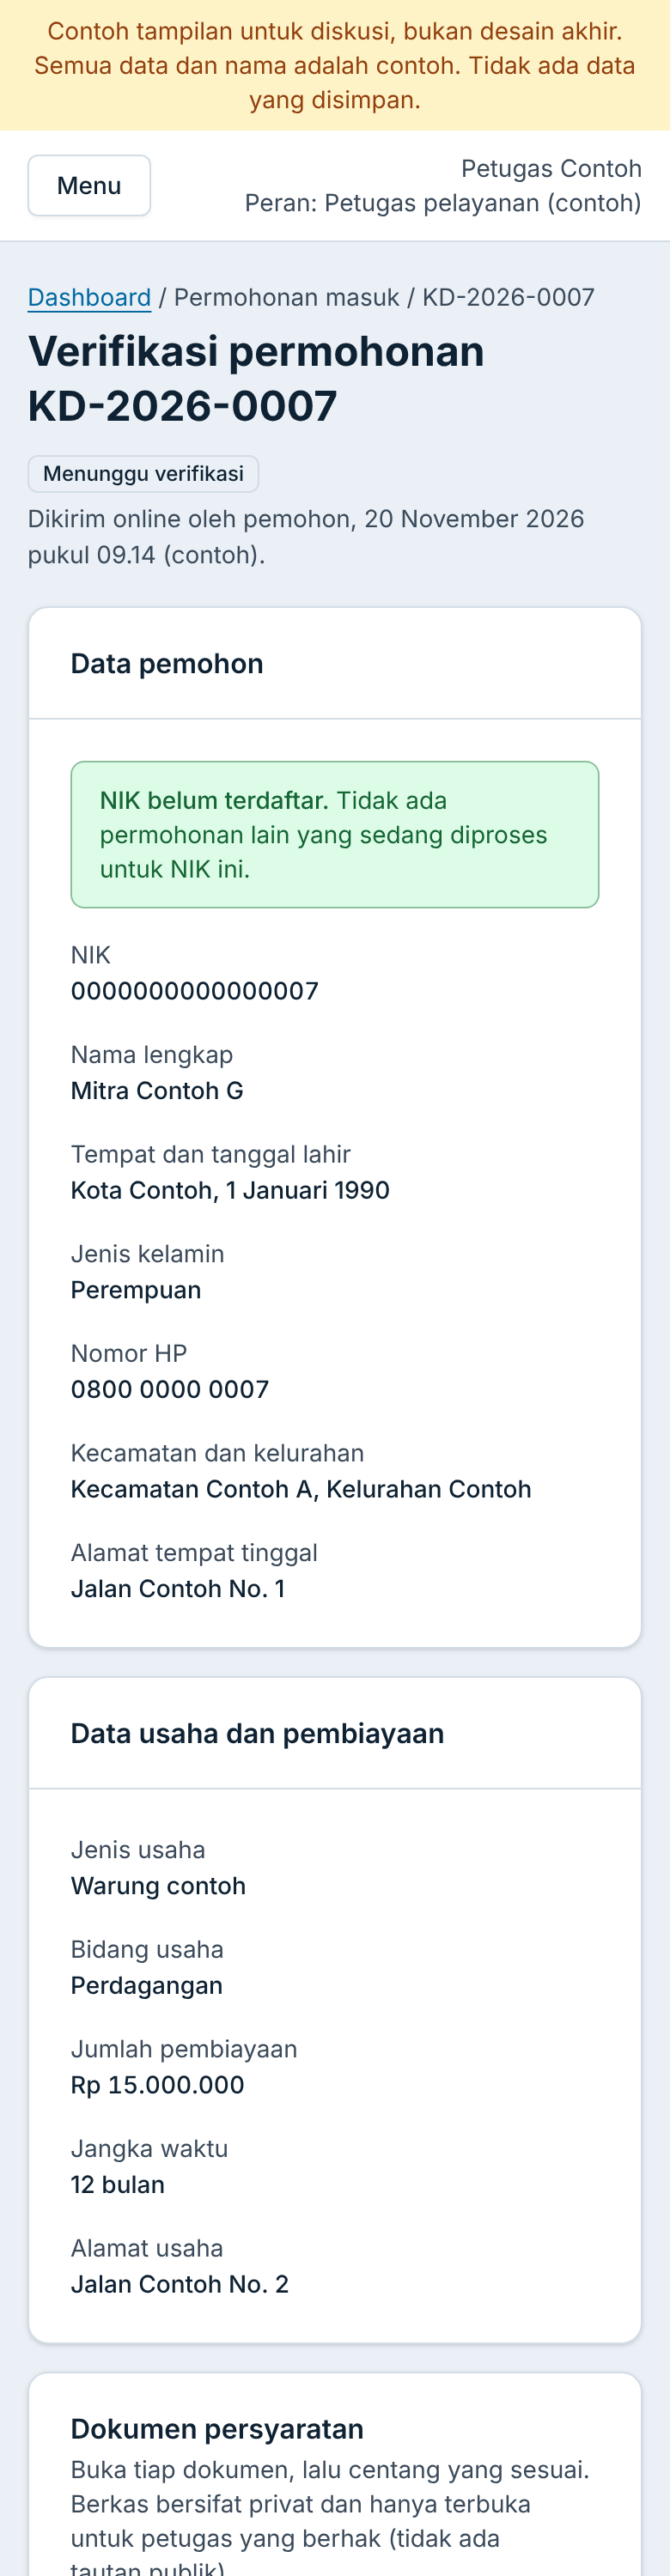 Contoh tampilan untuk diskusi, bukan desain akhir.
Semua data dan nama adalah contoh. Tidak ada data
yang disimpan.
Menu
Petugas Contoh
Peran: Petugas pelayanan (contoh)
Dashboard / Permohonan masuk / KD-2026-0007
Verifikasi permohonan
KD-2026-0007
Menunggu verifikasi
Dikirim online oleh pemohon, 20 November 2026
pukul 09.14 (contoh).
Data pemohon
NIK belum terdaftar. Tidak ada
permohonan lain yang sedang diproses
untuk NIK ini.
NIK
0000000000000007
Nama lengkap
Mitra Contoh G
Tempat dan tanggal lahir
Kota Contoh, 1 Januari 1990
Jenis kelamin
Perempuan
Nomor HP
0800 0000 0007
Kecamatan dan kelurahan
Kecamatan Contoh A, Kelurahan Contoh
Alamat tempat tinggal
Jalan Contoh No. 1
Data usaha dan pembiayaan
Jenis usaha
Warung contoh
Bidang usaha
Perdagangan
Jumlah pembiayaan
Rp 15.000.000
Jangka waktu
12 bulan
Alamat usaha
Jalan Contoh No. 2
Dokumen persyaratan
Buka tiap dokumen, lalu centang yang sesuai.
Berkas bersifat privat dan hanya terbuka
untuk petugas yang berhak (tidak ada
tautan publik).